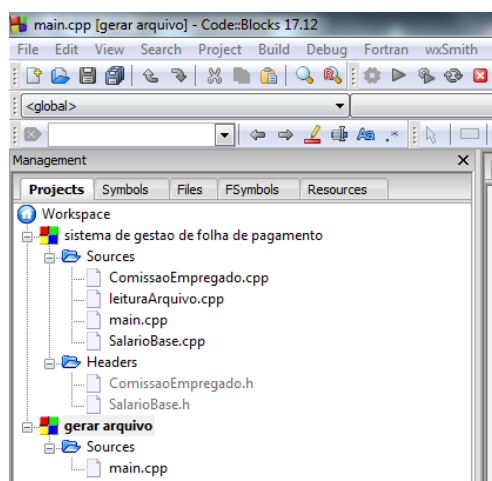 main.cpp [gerar arquivo] - Code::Blocks 17.12
File Edit View Search Project Build Debug Fortran wxSmith
<global>
Aa .*
Management
Projects Symbols Files FSymbols Resources
Workspace
sistema de gestao de folha de pagamento
Sources
ComissaoEmpregado.cpp
leituraArquivo.cpp
main.cpp
SalarioBase.cpp
Headers
ComissaoEmpregado.h
SalarioBase.h
gerar arquivo
Sources
main.cpp